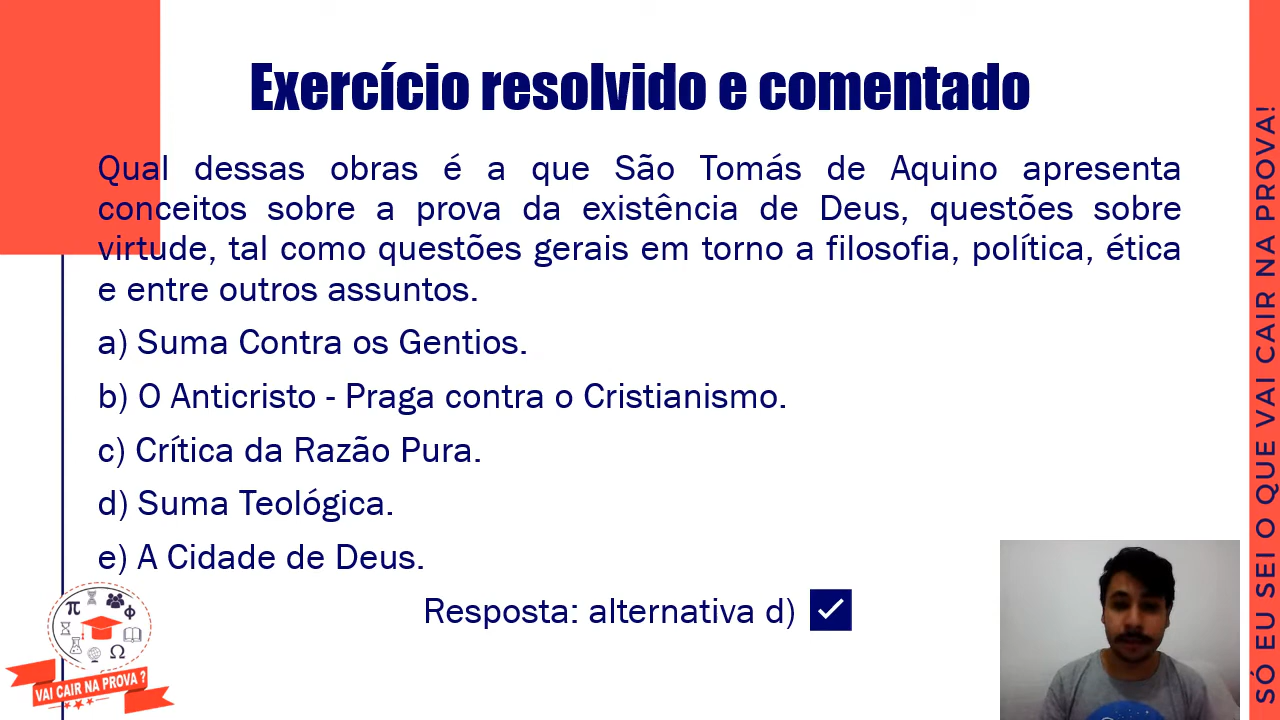 Exercício resolvido e comentado
Qual dessas obras é a que São Tomás de Aquino apresenta
conceitos sobre a prova da existência de Deus, questões sobre
virtude, tal como questões gerais em torno a filosofia, política, ética
e entre outros assuntos.
a) Suma Contra os Gentios.
b) O Anticristo - Praga contra o Cristianismo.
c) Crítica da Razão Pura.
d) Suma Teológica.
e) A Cidade de Deus.
Resposta: alternativa d)
π
Φ
Ω
VAI CAIR NA PROVA ?
SÓ EU SEI O QUE VAI CAIR NA PROVA!